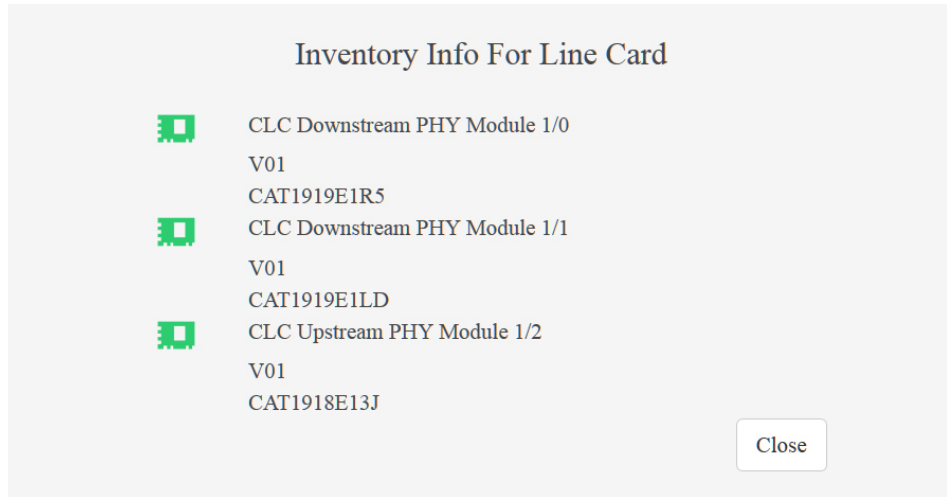 Inventory Info For Line Card
CLC Downstream PHY Module 1/0
V01
CAT1919E1R5
CLC Downstream PHY Module 1/1
V01
CAT1919E1LD
CLC Upstream PHY Module 1/2
V01
CAT1918E13J
Close